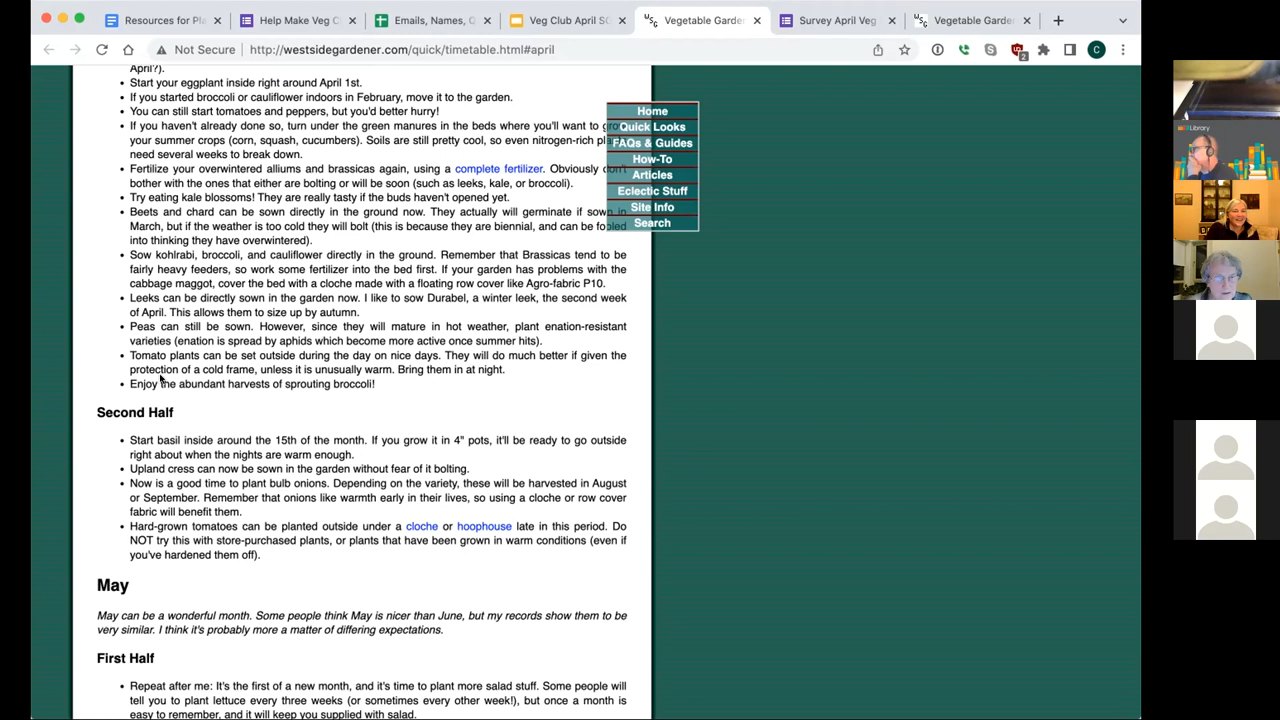 Resources for Pl
Help Make Veg C
Emails, Names, C
Veg Club April SO
Vegetable Garde
Survey April Veg
Vegetable Garde
Not Secure
http://westsidegardener.com/quick/timetable.html#april
2
C
April?).
• Start your eggplant inside right around April 1st.
• If you started broccoli or cauliflower indoors in February, move it to the garden.
• You can still start tomatoes and peppers, but you'd better hurry!
• If you haven't already done so, turn under the green manures in the beds where you'll want to grow
your summer crops (corn, squash, cucumbers). Soils are still pretty cool, so even nitrogen-rich pl
need several weeks to break down.
• Fertilize your overwintered alliums and brassicas again, using a complete fertilizer. Obviously don't
bother with the ones that either are bolting or will be soon (such as leeks, kale, or broccoli).
• Try eating kale blossoms! They are really tasty if the buds haven't opened yet.
• Beets and chard can be sown directly in the ground now. They actually will germinate if sown in
March, but if the weather is too cold they will bolt (this is because they are biennial, and can be fooled
into thinking they have overwintered).
• Sow kohlrabi, broccoli, and cauliflower directly in the ground. Remember that Brassicas tend to be
fairly heavy feeders, so work some fertilizer into the bed first. If your garden has problems with the
cabbage maggot, cover the bed with a cloche made with a floating row cover like Agro-fabric P10.
• Leeks can be directly sown in the garden now. I like to sow Durabel, a winter leek, the second week
of April. This allows them to size up by autumn.
• Peas can still be sown. However, since they will mature in hot weather, plant enation-resistant
varieties (enation is spread by aphids which become more active once summer hits).
• Tomato plants can be set outside during the day on nice days. They will do much better if given the
protection of a cold frame, unless it is unusually warm. Bring them in at night.
• Enjoy the abundant harvests of sprouting broccoli!
Second Half
• Start basil inside around the 15th of the month. If you grow it in 4" pots, it'll be ready to go outside
right about when the nights are warm enough.
• Upland cress can now be sown in the garden without fear of it bolting.
• Now is a good time to plant bulb onions. Depending on the variety, these will be harvested in August
or September. Remember that onions like warmth early in their lives, so using a cloche or row cover
fabric will benefit them.
• Hard-grown tomatoes can be planted outside under a cloche or hoophouse late in this period. Do
NOT try this with store-purchased plants, or plants that have been grown in warm conditions (even if
you've hardened them off).
May
May can be a wonderful month. Some people think May is nicer than June, but my records show them to be
very similar. I think it's probably more a matter of differing expectations.
First Half
• Repeat after me: It's the first of a new month, and it's time to plant more salad stuff. Some people will
tell you to plant lettuce every three weeks (or sometimes every other week!), but once a month is
easy to remember, and it will keep you supplied with salad.
Home
Quick Looks
FAQs & Guides
How-To
Articles
Eclectic Stuff
Site Info
Search
Library